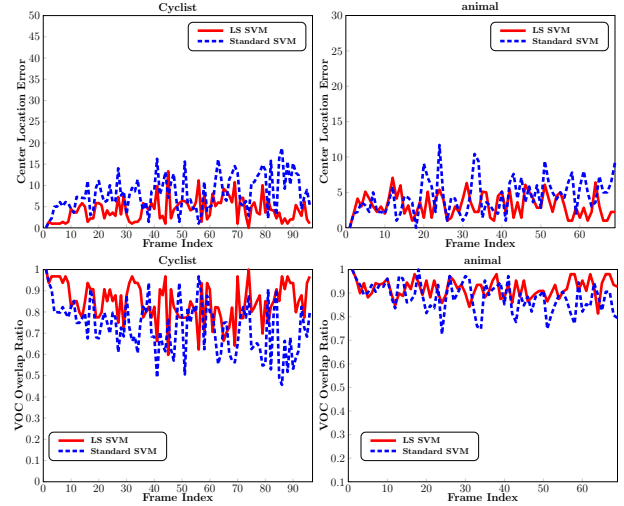 Cyclist
Center Location Error
50
45
40
35
30
25
20
15
10
5
0
LS SVM
Standard SVM
0 10 20 30 40 50 60 70 80 90
Frame Index
animal
Center Location Error
30
25
20
15
10
5
0
LS SVM
Standard SVM
0 10 20 30 40 50 60
Frame Index
Cyclist
VOC Overlap Ratio
1
0.9
0.8
0.7
0.6
0.5
0.4
0.3
0.2
0.1
0
LS SVM
Standard SVM
0 10 20 30 40 50 60 70 80 90
Frame Index
animal
VOC Overlap Ratio
1
0.9
0.8
0.7
0.6
0.5
0.4
0.3
0.2
0.1
LS SVM
Standard SVM
0 10 20 30 40 50 60
Frame Index